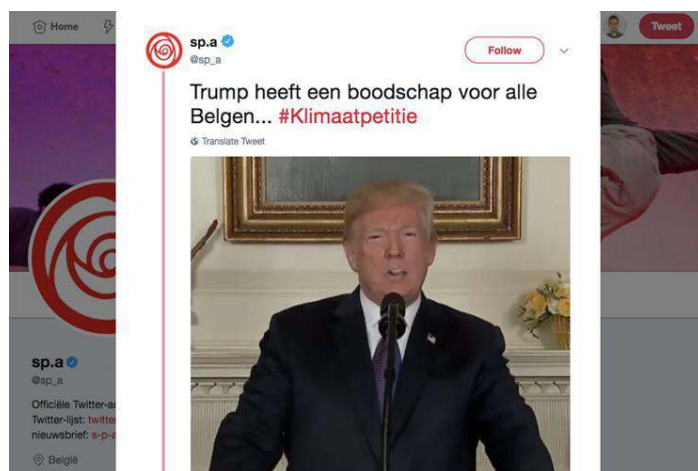 Home
Tweet
sp.a
@sp_a
Follow
Trump heeft een boodschap voor alle
Belgen... #Klimaatpetitie
Translate Tweet
sp.a
@sp_a
Officiële Twitter-a
Twitter-lijst: twitte
nieuwsbrief: s-p-a
België